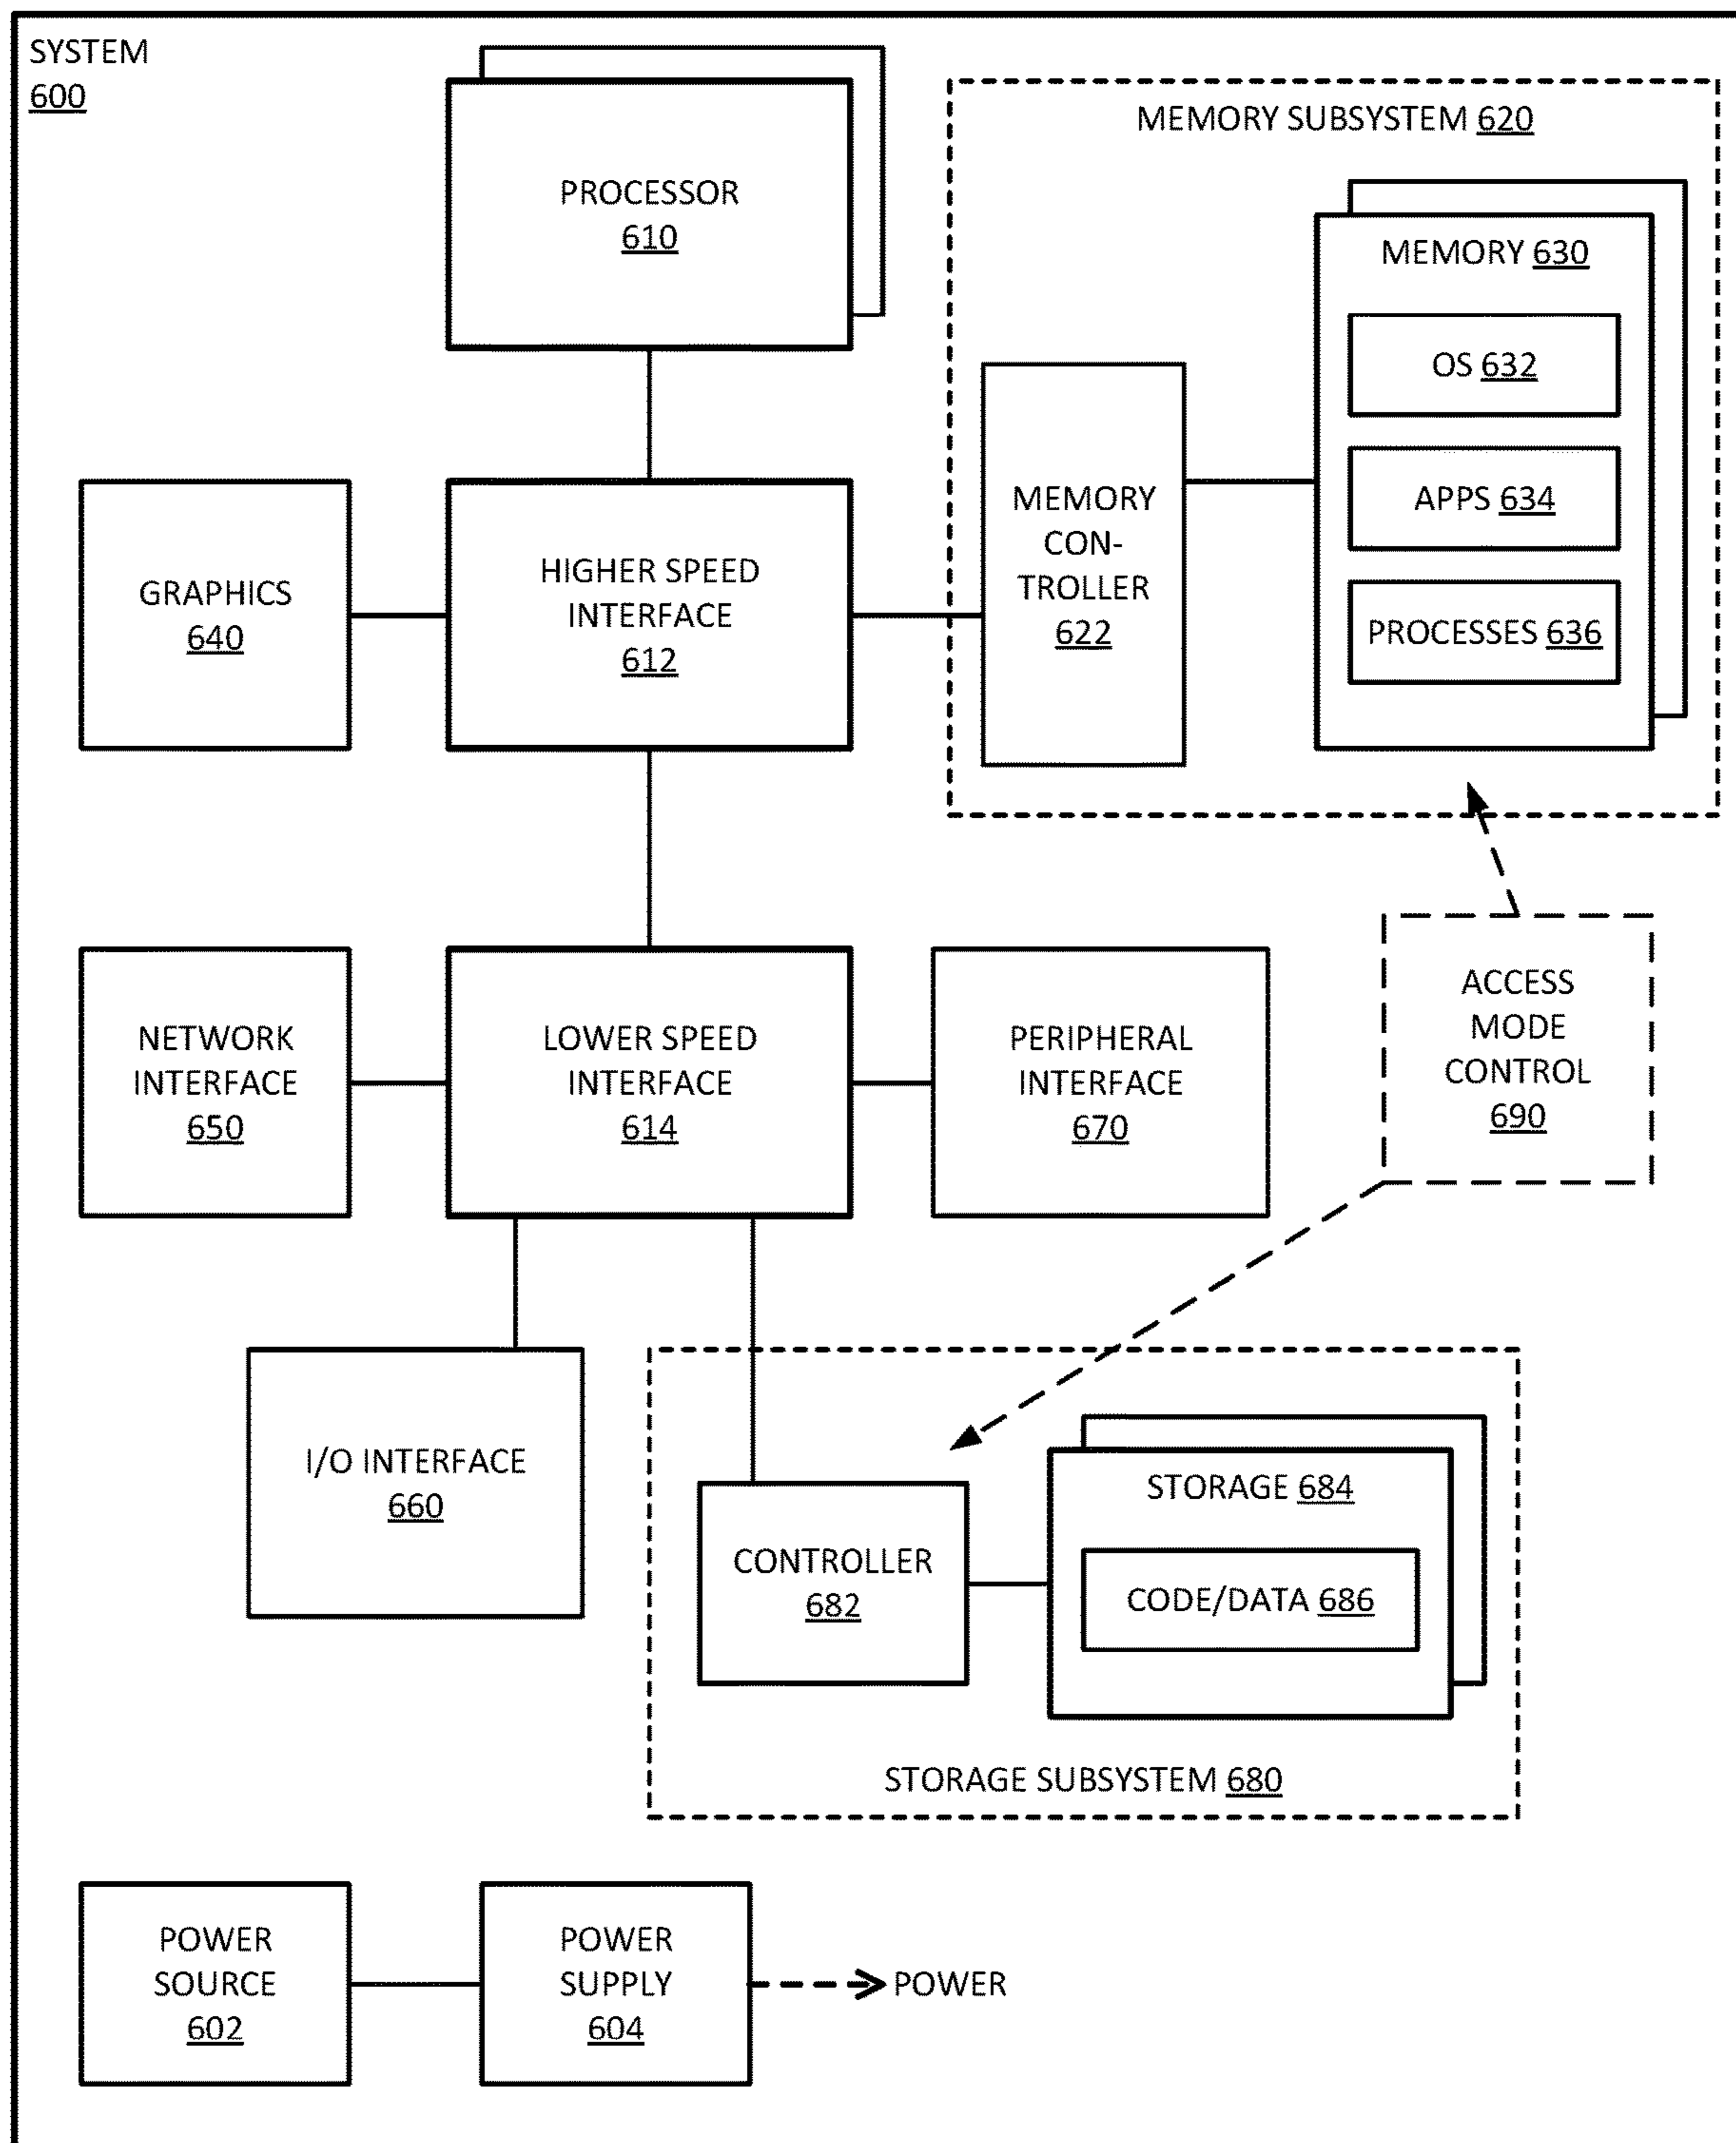 SYSTEM
600
PROCESSOR
610
MEMORY SUBSYSTEM 620
MEMORY 630
OS 632
APPS 634
PROCESSES 636
MEMORY
CON-
TROLLER
622
GRAPHICS
640
HIGHER SPEED
INTERFACE
612
NETWORK
INTERFACE
650
LOWER SPEED
INTERFACE
614
PERIPHERAL
INTERFACE
670
ACCESS
MODE
CONTROL
690
I/O INTERFACE
660
CONTROLLER
682
STORAGE 684
CODE/DATA 686
STORAGE SUBSYSTEM 680
POWER
SOURCE
602
POWER
SUPPLY
604
POWER